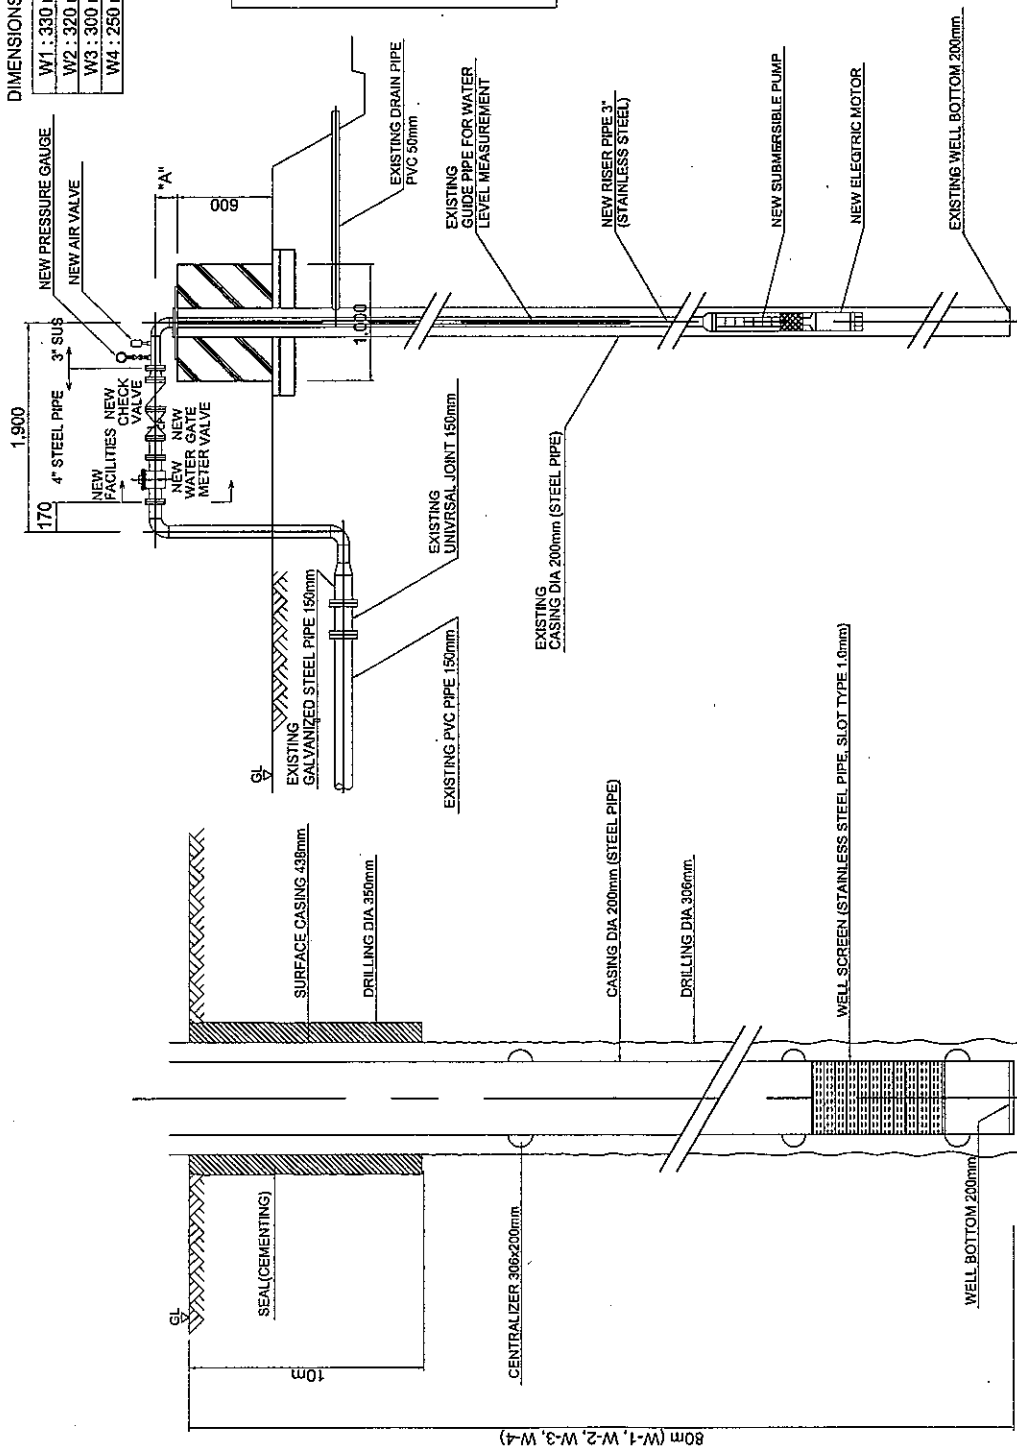 DIMENSIONS
W1 : 330
W2 : 320
W3 : 300
W4 : 250
NEW PRESSURE GAUGE
NEW AIR VALVE
"A"
600
1,900
170
4" STEEL PIPE
3" SUS
NEW
FACILITIES
NEW
CHECK
VALVE
NEW
WATER
METER
NEW
GATE
VALVE
1,000
EXISTING DRAIN PIPE
PVC 50mm
EXISTING
GUIDE PIPE FOR WATER
LEVEL MEASUREMENT
NEW RISER PIPE 3"
(STAINLESS STEEL)
NEW SUBMERSIBLE PUMP
NEW ELECTRIC MOTOR
EXISTING WELL BOTTOM 200mm
GL
EXISTING
GALVANIZED STEEL PIPE 150mm
EXISTING
UNIVRSAL JOINT 150mm
EXISTING PVC PIPE 150mm
EXISTING
CASING DIA 200mm (STEEL PIPE)
GL
SURFACE CASING 438mm
DRILLING DIA 350mm
SEAL(CEMENTING)
10m
CASING DIA 200mm (STEEL PIPE)
DRILLING DIA 306mm
CENTRALIZER 306x200mm
WELL SCREEN (STAINLESS STEEL PIPE, SLOT TYPE 1.0mm)
WELL BOTTOM 200mm
80m (W-1, W-2, W-3, W-4)